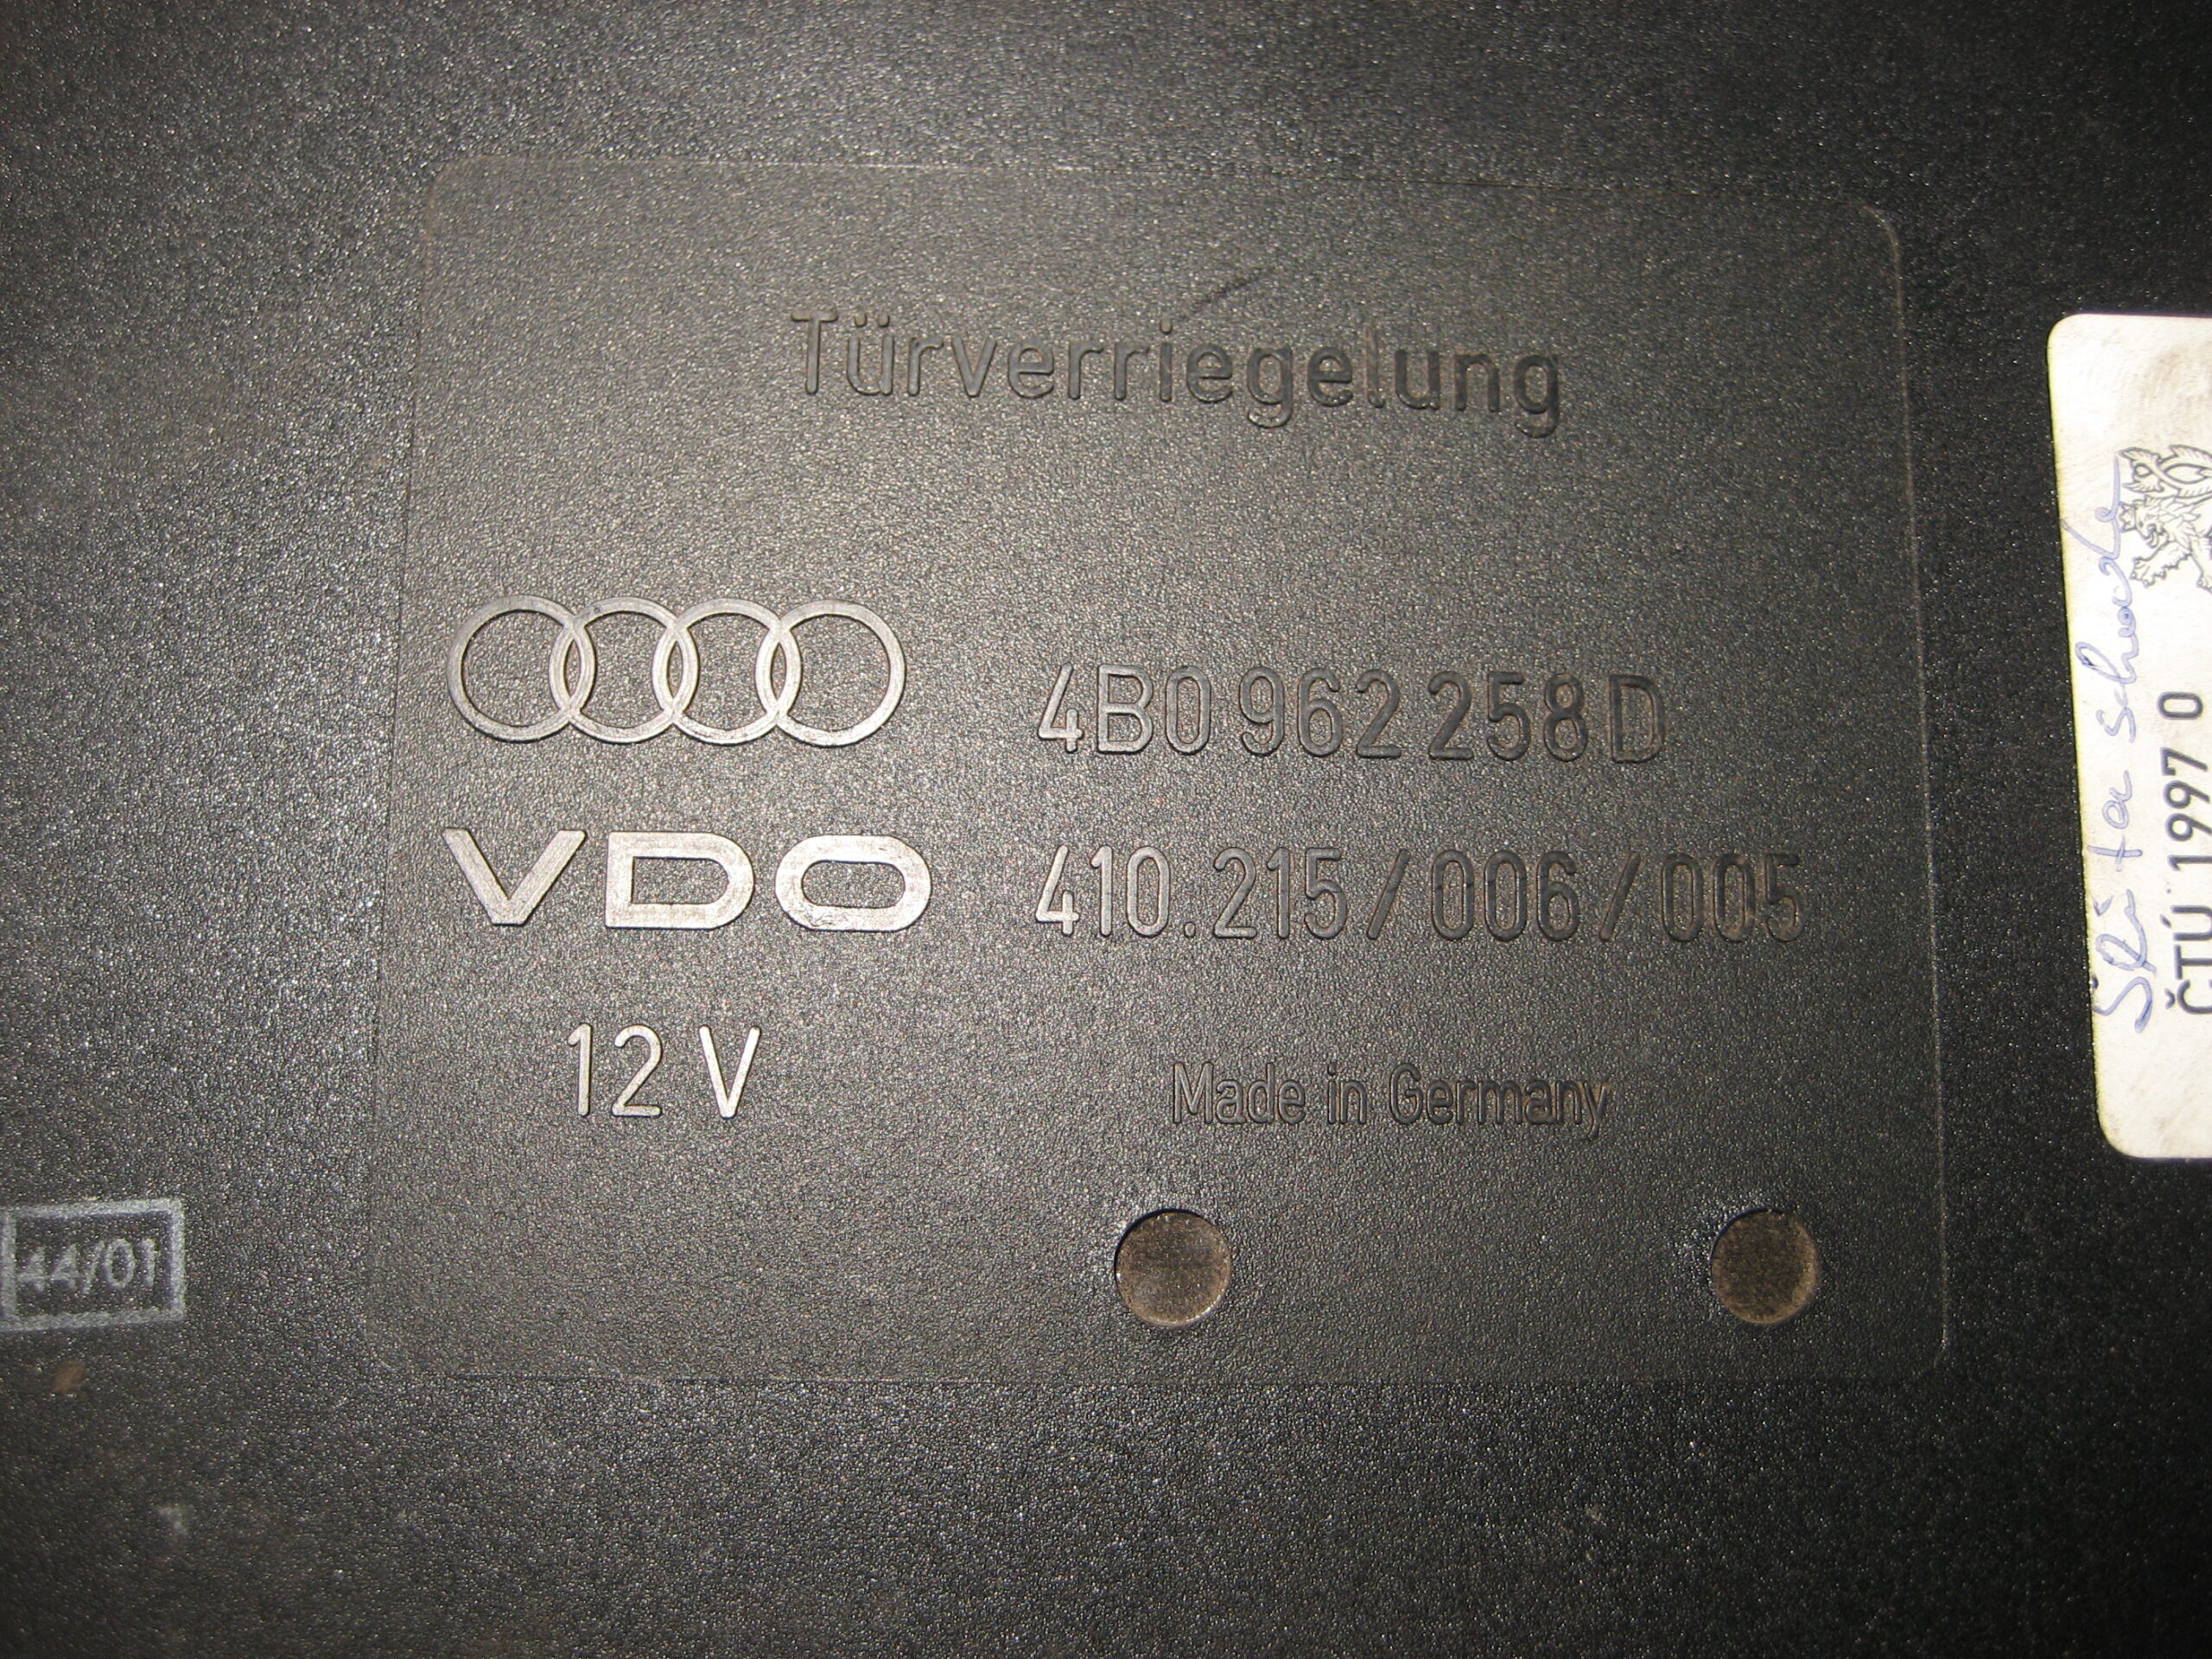 Türverriegelung
4B0 962 258 D
VDO 410.215/006/005
12 V
Made in Germany
44/01
ČTÚ 1997 0